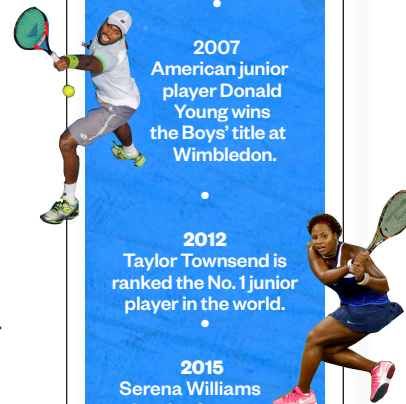 2007
American junior
player Donald
Young wins
the Boys’ title at
Wimbledon.
2012
Taylor Townsend is
ranked the No. 1 junior
player in the world.
2015
Serena Williams